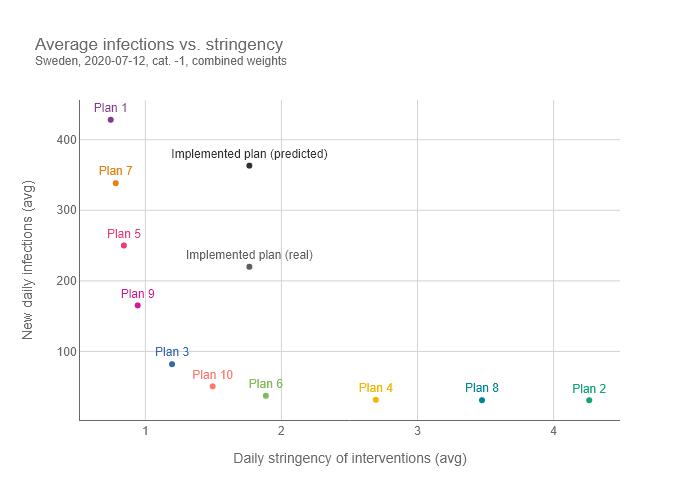 Average infections vs. stringency
Sweden, 2020-07-12, cat. -1, combined weights
Plan 1
400
Implemented plan (predicted)
Plan 7
300
Plan 5
Implemented plan (real)
200
Plan 9
Plan 3
100
Plan 10
Plan 6
Plan 4
Plan 8
Plan 2
New daily infections (avg)
1
2
3
4
Daily stringency of interventions (avg)